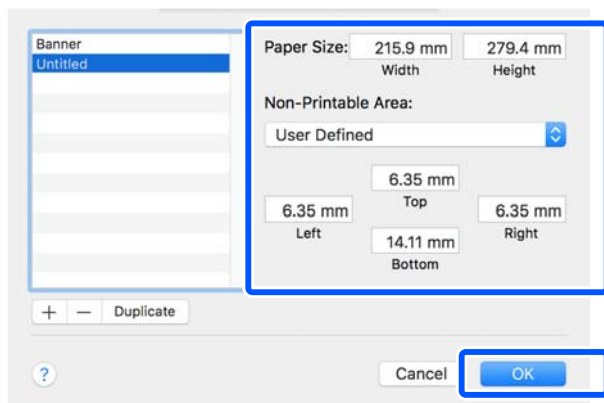 Banner
Untitled
Paper Size: 215.9 mm 279.4 mm
Width Height
Non-Printable Area:
User Defined
6.35 mm
Top
6.35 mm 6.35 mm
Left Right
14.11 mm
Bottom
+ − Duplicate
? Cancel OK